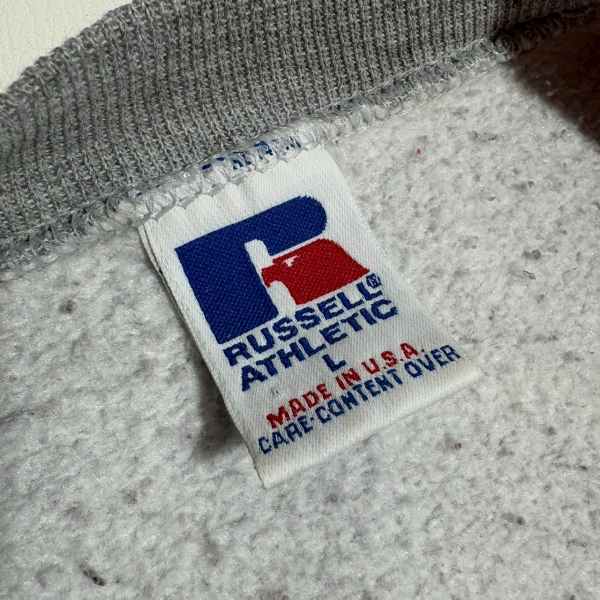 RUSSELL®
ATHLETIC
L
MADE IN U.S.A.
CARE-CONTENT OVER